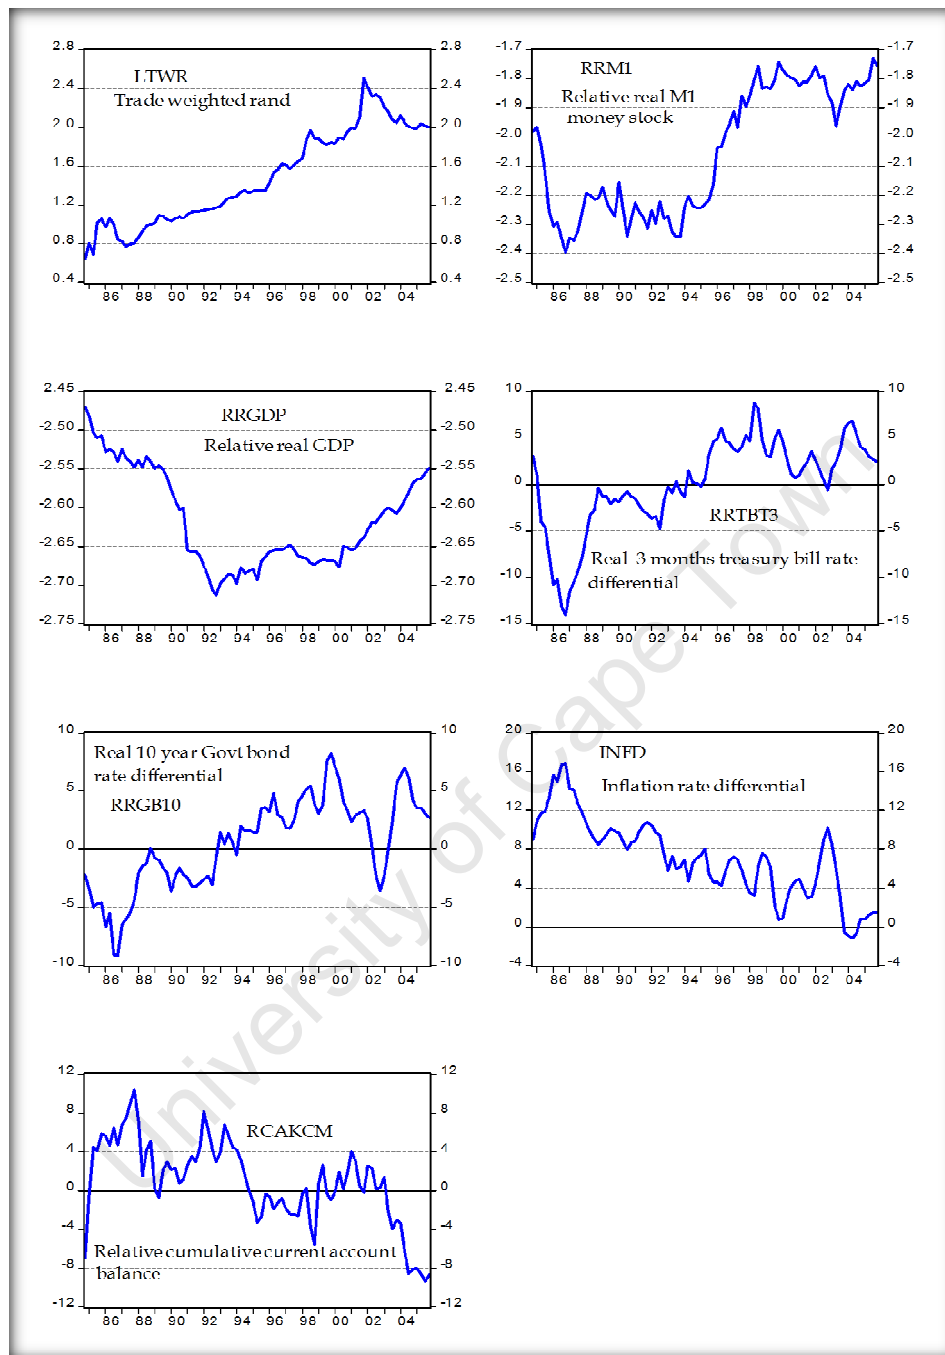 2.8 2.8
LTWR
2.4 2.4
Trade weighted rand
2.0 2.0
1.6 1.6
1.2 1.2
0.8 0.8
0.4 0.4
86 88 90 92 94 96 98 00 02 04
-1.7 -1.7
RRM1
-1.8 -1.8
Relative real M1
-1.9 -1.9
money stock
-2.0 -2.0
-2.1 -2.1
-2.2 -2.2
-2.3 -2.3
-2.4 -2.4
-2.5 -2.5
86 88 90 92 94 96 98 00 02 04
-2.45 -2.45
RRGDP
-2.50 -2.50
Relative real GDP
-2.55 -2.55
-2.60 -2.60
-2.65 -2.65
-2.70 -2.70
-2.75 -2.75
86 88 90 92 94 96 98 00 02 04
10 10
5 5
0 0
RRTBT3
-5 -5
Real 3 months treasury bill rate
differential
-10 -10
-15 -15
86 88 90 92 94 96 98 00 02 04
10 10
Real 10 year Govt bond
rate differential
5 5
RRGB10
0 0
-5 -5
-10 -10
86 88 90 92 94 96 98 00 02 04
20 20
INFD
16 16
Inflation rate differential
12 12
8 8
4 4
0 0
-4 -4
86 88 90 92 94 96 98 00 02 04
12 12
8 8
RCAKCM
4 4
0 0
-4 -4
Relative cumulative current account
balance
-8 -8
-12 -12
86 88 90 92 94 96 98 00 02 04
University of Cape Town